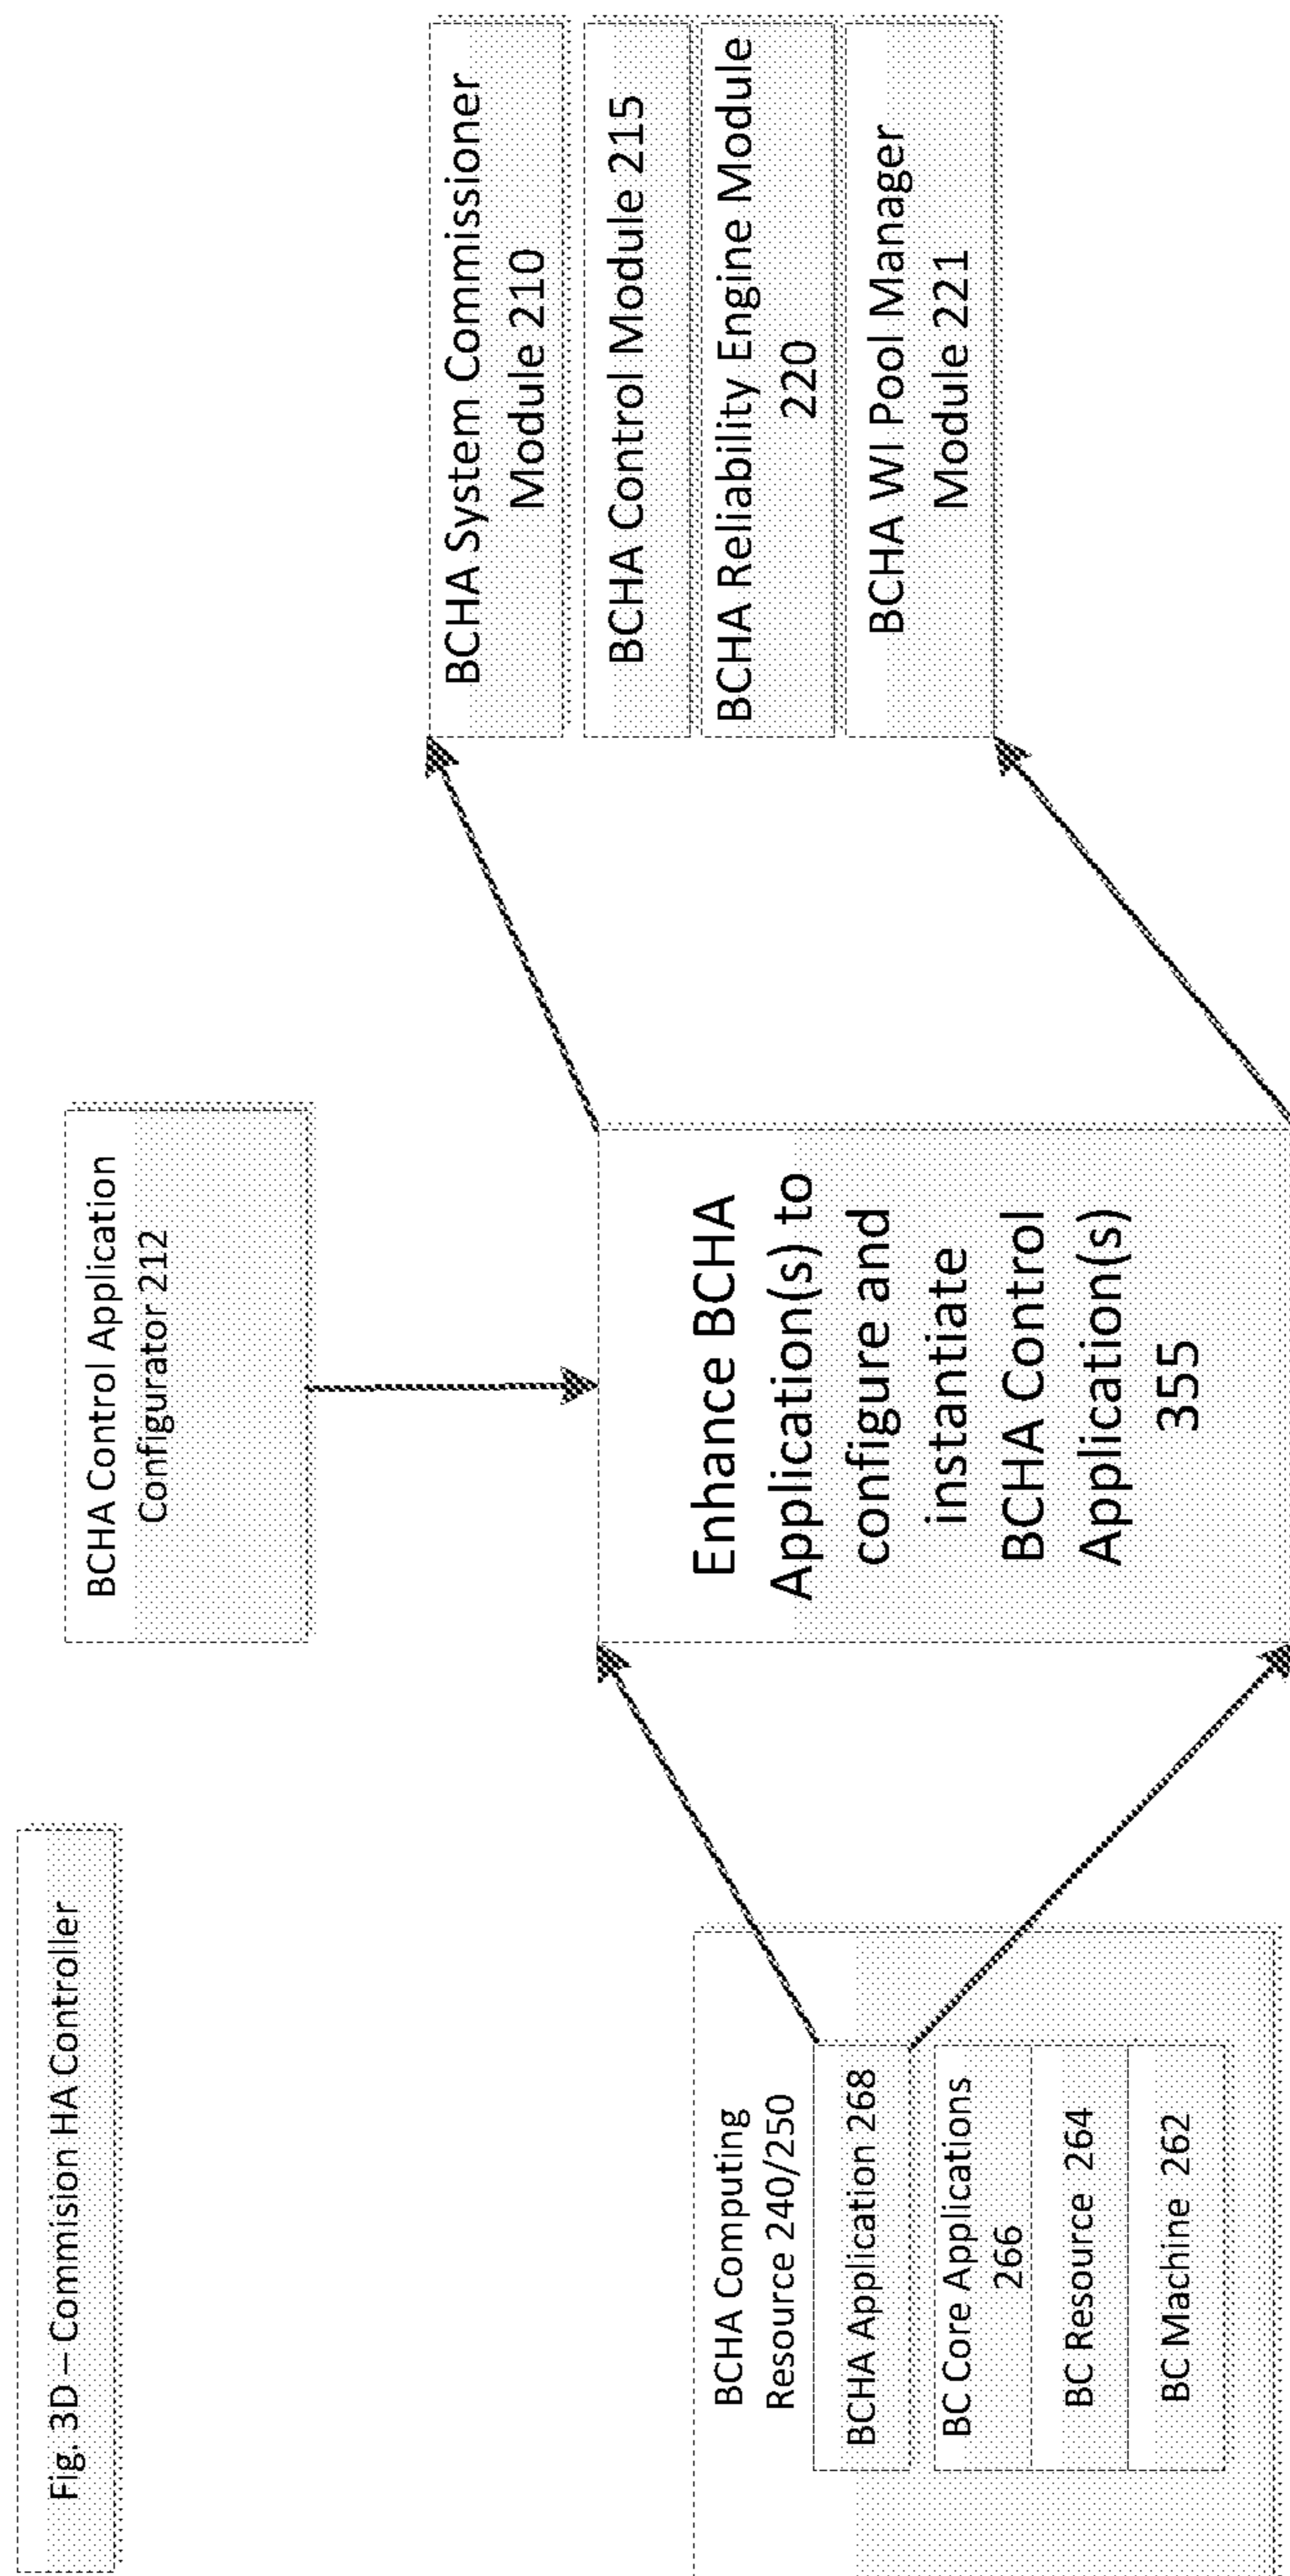 Fig. 3D – Commision HA Controller
BCHA Control Application
Configurator 212
BCHA Computing
Resource 240/250
BCHA Application 268
BC Core Applications
266
BC Resource 264
BC Machine 262
Enhance BCHA
Application(s) to
configure and
instantiate
BCHA Control
Application(s)
355
BCHA System Commissioner
Module 210
BCHA Control Module 215
BCHA Reliability Engine Module
220
BCHA WI Pool Manager
Module 221